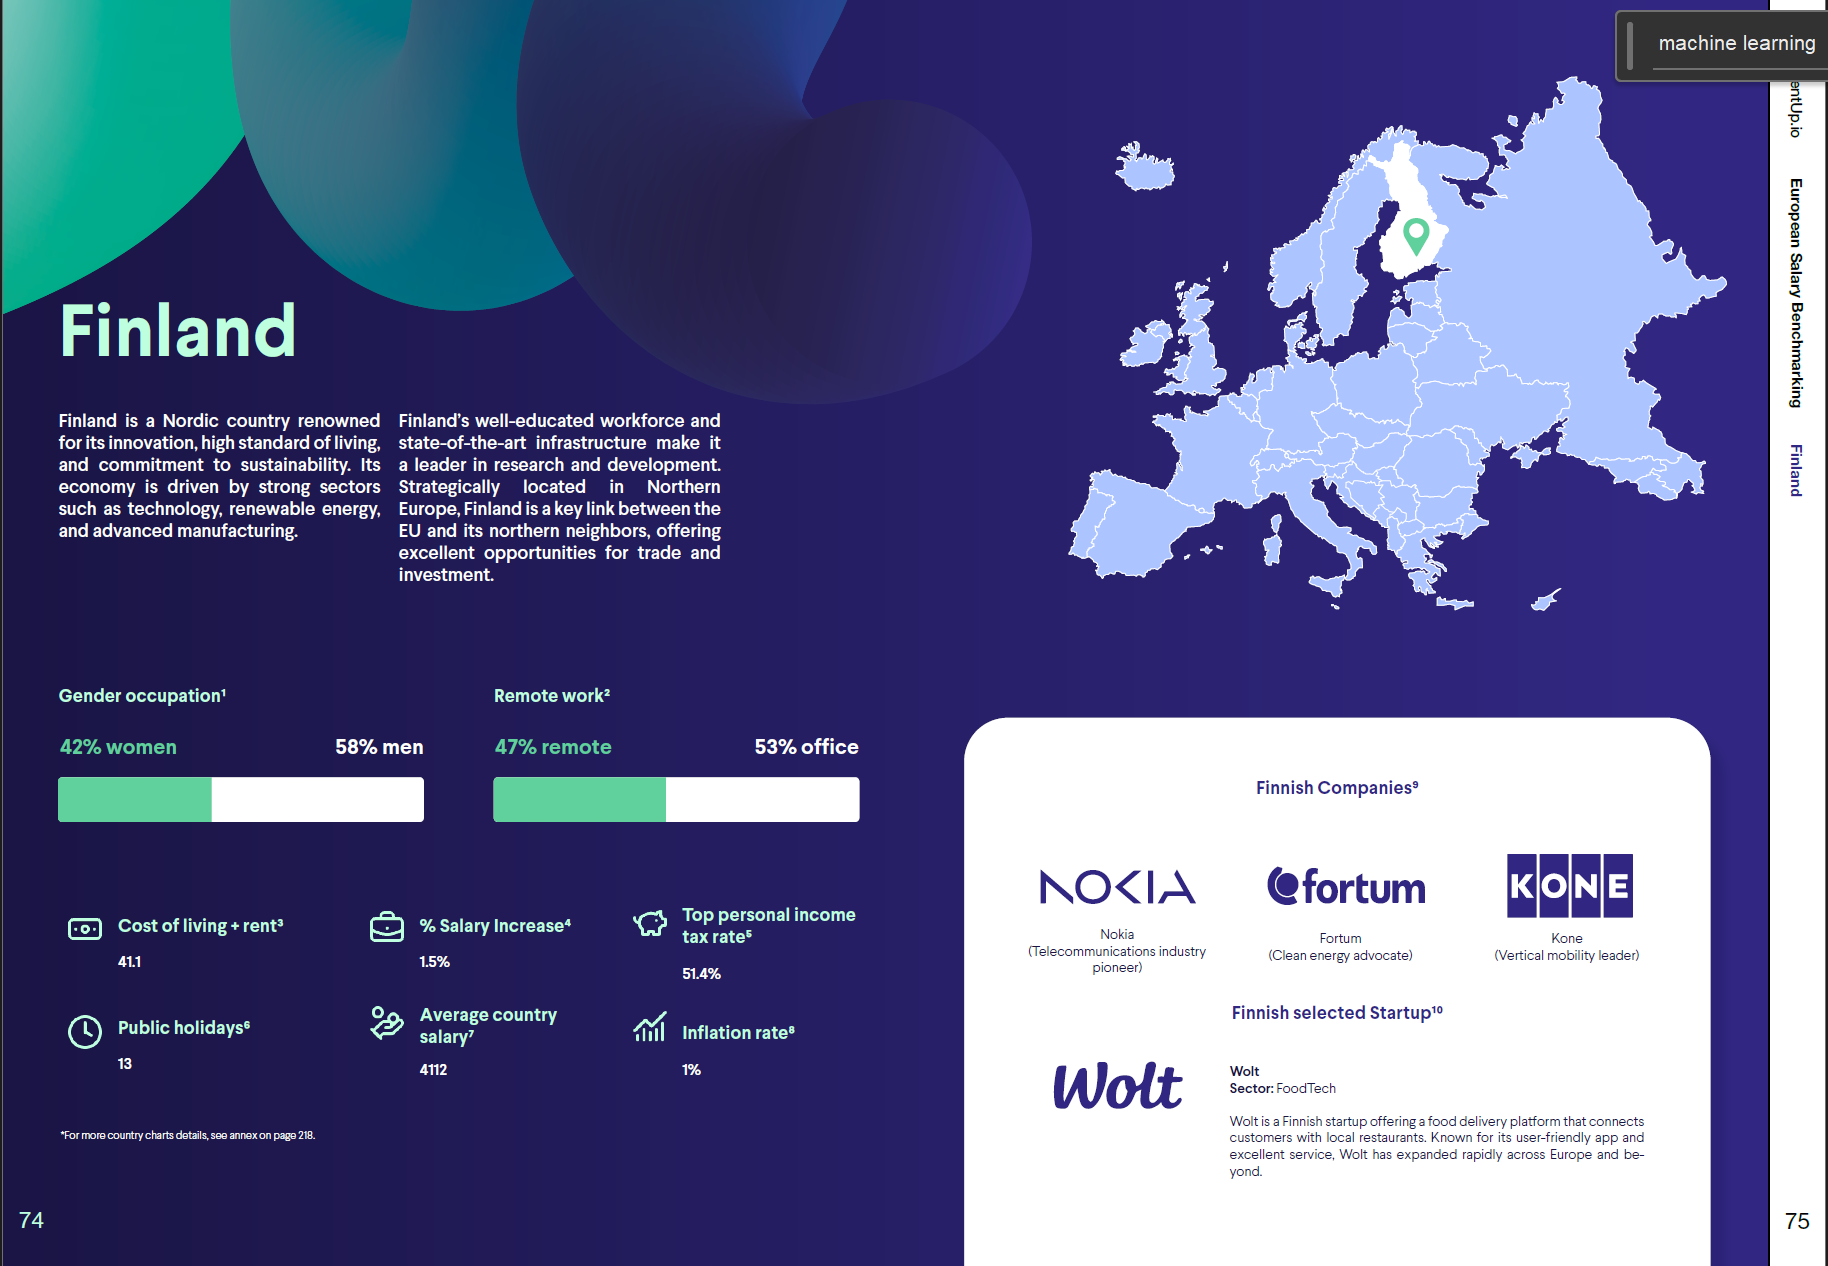 machine learning
entUp.io
European Salary Benchmarking
Finland
Finland
Finland is a Nordic country renowned
for its innovation, high standard of living,
and commitment to sustainability. Its
economy is driven by strong sectors
such as technology, renewable energy,
and advanced manufacturing.
Finland’s well-educated workforce and
state-of-the-art infrastructure make it
a leader in research and development.
Strategically located in Northern
Europe, Finland is a key link between the
EU and its northern neighbors, offering
excellent opportunities for trade and
investment.
Gender occupation¹
42% women
58% men
Remote work²
47% remote
53% office
Cost of living + rent³
41.1
% Salary Increase⁴
1.5%
Top personal income
tax rate⁵
51.4%
Public holidays⁶
13
Average country
salary⁷
4112
Inflation rate⁸
1%
*For more country charts details, see annex on page 218.
74
Finnish Companies⁹
NOKIA
Nokia
(Telecommunications industry
pioneer)
fortum
Fortum
(Clean energy advocate)
KONE
Kone
(Vertical mobility leader)
Finnish selected Startup¹⁰
Wolt
Wolt
Sector: FoodTech
Wolt is a Finnish startup offering a food delivery platform that connects
customers with local restaurants. Known for its user-friendly app and
excellent service, Wolt has expanded rapidly across Europe and be-
yond.
75